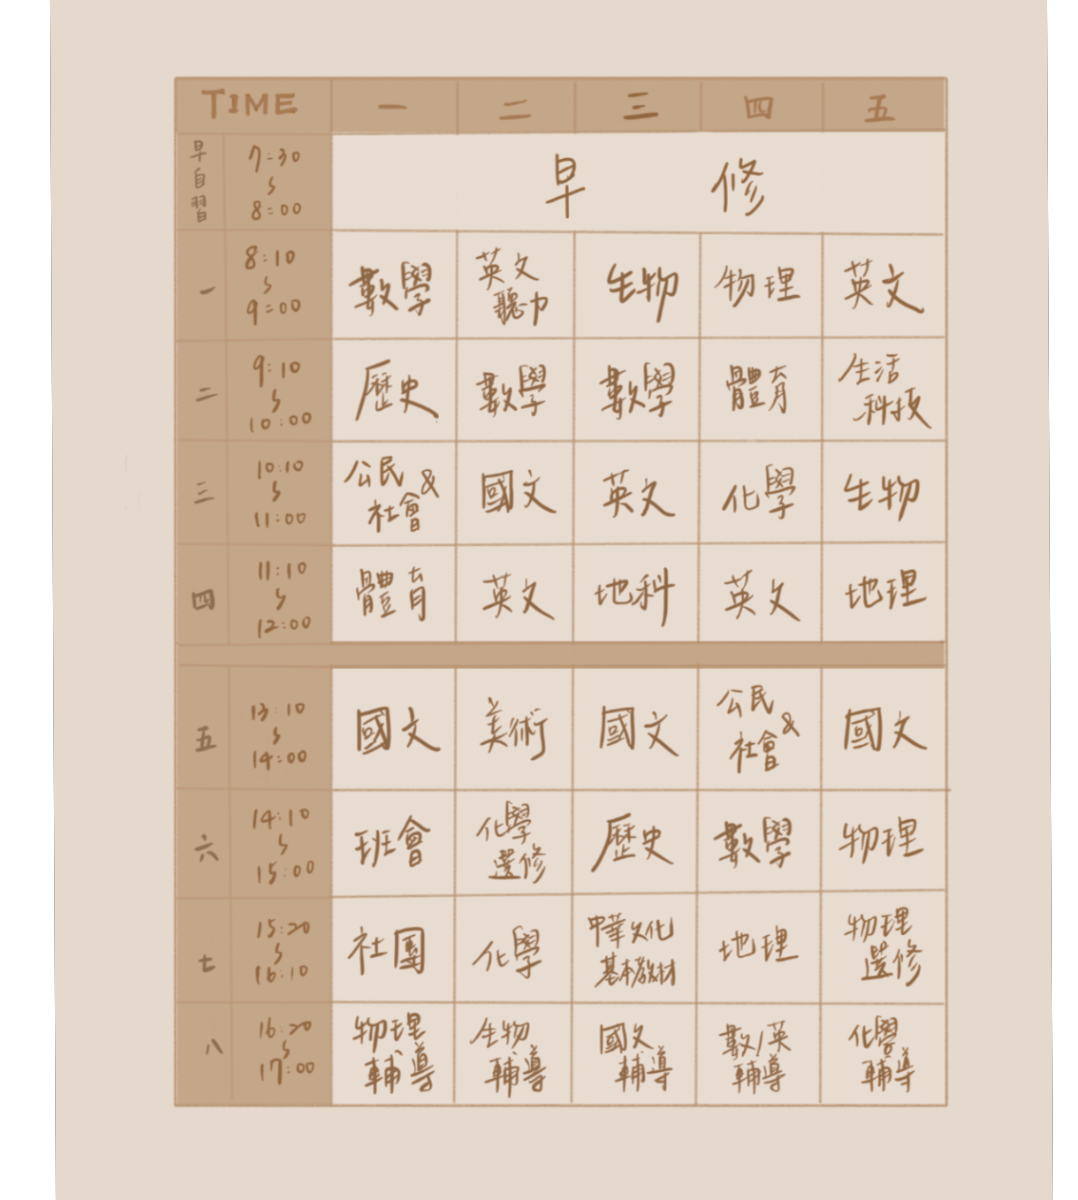 TIME 一 二 三 四 五
早自習 7:30 ~ 8:00 早 修
一 8:10 ~ 9:00 數學 英文聽力 生物 物理 英文
二 9:10 ~ 10:00 歷史 數學 數學 體育 生活科技
三 10:10 ~ 11:00 公民&社會 國文 英文 化學 生物
四 11:10 ~ 12:00 體育 英文 地科 英文 地理
五 13:10 ~ 14:00 國文 美術 國文 公民&社會 國文
六 14:10 ~ 15:00 班會 化學選修 歷史 數學 物理
七 15:20 ~ 16:10 社團 化學 中華文化基本教材 地理 物理選修
八 16:20 ~ 17:00 物理輔導 生物輔導 國文輔導 數/英輔導 化學輔導